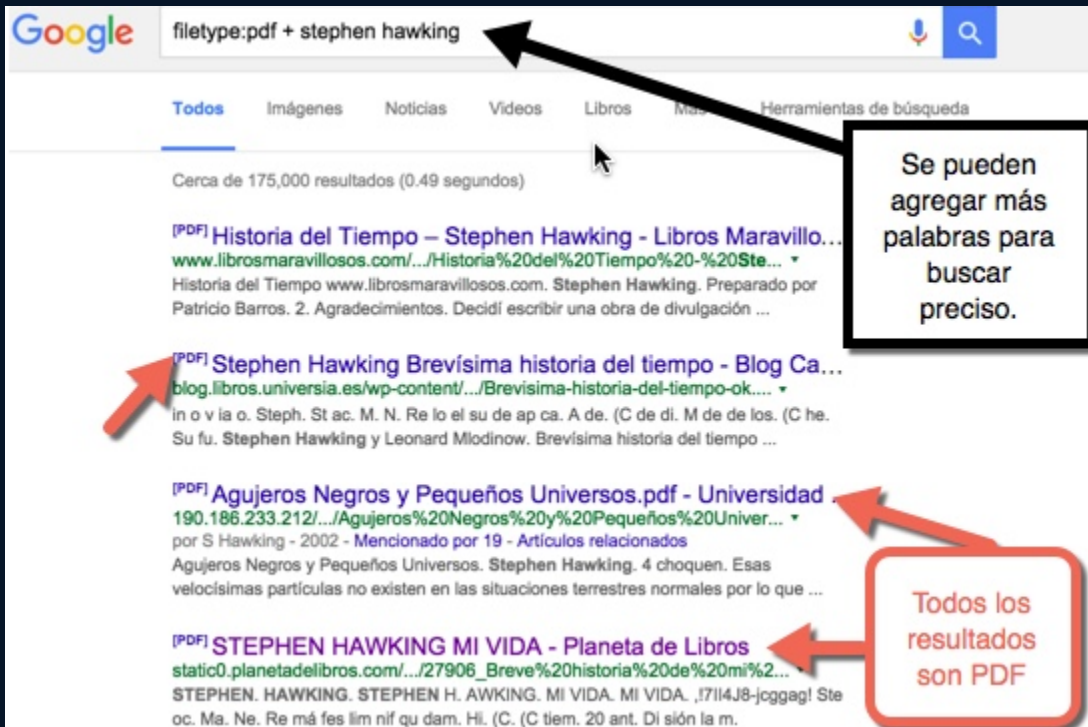 Google
filetype:pdf + stephen hawking
Todos Imágenes Noticias Videos Libros Herramientas de búsqueda
Cerca de 175,000 resultados (0.49 segundos)
[PDF] Historia del Tiempo – Stephen Hawking - Libros Maravillo...
www.librosmaravillosos.com/.../Historia%20del%20Tiempo%20-%20Ste...
Historia del Tiempo www.librosmaravillosos.com. Stephen Hawking. Preparado por
Patricio Barros. 2. Agradecimientos. Decidí escribir una obra de divulgación ...
[PDF] Stephen Hawking Brevísima historia del tiempo - Blog Ca...
blog.libros.universia.es/wp-content/.../Brevisima-historia-del-tiempo-ok....
in o v ia o. Steph. St ac. M. N. Re lo el su de ap ca. A de. (C de di. M de de los. (C he.
Su fu. Stephen Hawking y Leonard Mlodinow. Brevísima historia del tiempo ...
[PDF] Agujeros Negros y Pequeños Universos.pdf - Universidad .
190.186.233.212/.../Agujeros%20Negros%20y%20Pequeños%20Univer...
por S Hawking - 2002 - Mencionado por 19 - Artículos relacionados
Agujeros Negros y Pequeños Universos. Stephen Hawking. 4 choquen. Esas
velocísimas partículas no existen en las situaciones terrestres normales por lo que ...
[PDF] STEPHEN HAWKING MI VIDA - Planeta de Libros
static0.planetadelibros.com/.../27906_Breve%20historia%20de%20mi%2...
STEPHEN. HAWKING. STEPHEN H. AWKING. MI VIDA. MI VIDA. ,!7II4J8-jcggag! Ste
oc. Ma. Ne. Re má fes lim nif qu dam. Hi. (C. (C tiem. 20 ant. Di sión la m.
Se pueden
agregar más
palabras para
buscar
preciso.
Todos los
resultados
son PDF